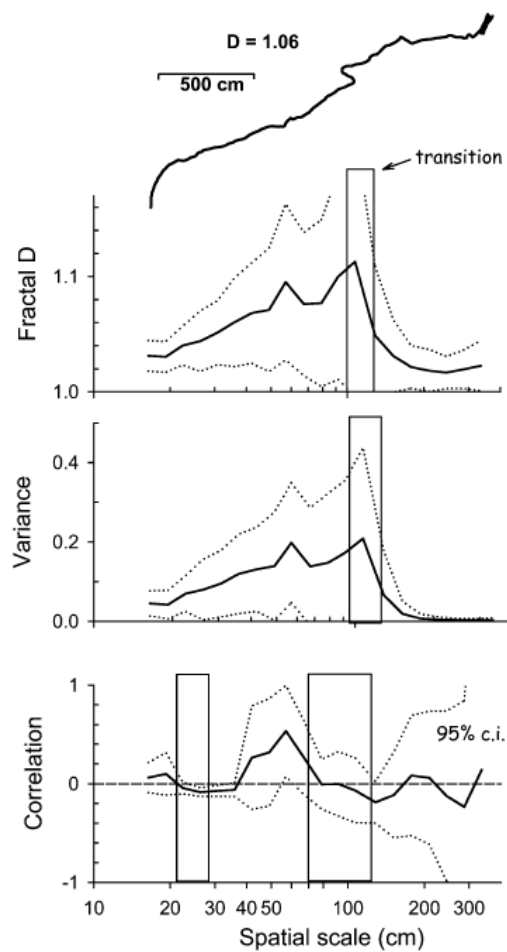 D = 1.06
500 cm
transition
Fractal D
1.1
1.0
Variance
0.4
0.2
0.0
Correlation
1
0
-1
95% c.i.
10 20 30 40 50 100 200 300
Spatial scale (cm)